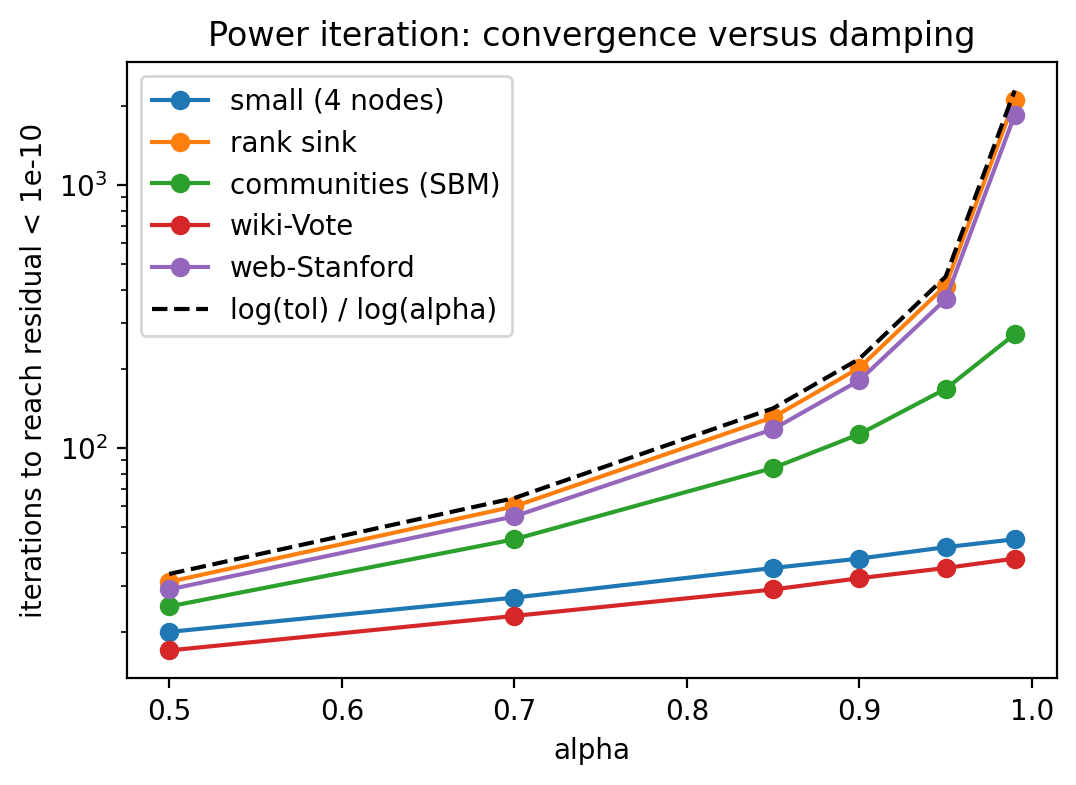 Power iteration: convergence versus damping
iterations to reach residual < 1e-10
10³
10²
small (4 nodes)
rank sink
communities (SBM)
wiki-Vote
web-Stanford
log(tol) / log(alpha)
0.5 0.6 0.7 0.8 0.9 1.0
alpha